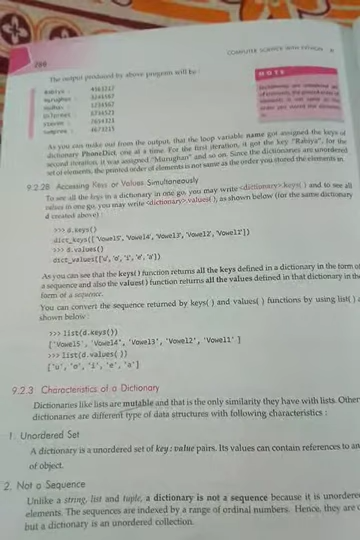 COMPUTER SCIENCE WITH PYTHON
The output produced by above program will be :
Rabiya :
Murughan :
NOTE
As you can make out from the output, that the loop variable name got assigned the keys of
dictionary PhoneDict one at a time. For the first iteration, it got the key "Rabiya", for the
second iteration, it was assigned "Murughan" and so on. Since the dictionaries are unordered
set of elements, the printed order of elements is not same as the order you stored the elements in.
9.2.2B Accessing Keys or Values Simultaneously
To see all the keys in a dictionary in one go, you may write <dictionary>.keys( ) and to see all
values in one go, you may write <dictionary>.values( ), as shown below (for the same dictionary
d created above) :
>>> d.keys()
dict_keys(['Vowel5', 'Vowel4', 'Vowel3', 'Vowel2', 'Vowel1'])
>>> d.values()
dict_values(['u', 'o', 'i', 'e', 'a'])
As you can see that the keys( ) function returns all the keys defined in a dictionary in the form of
a sequence and also the values( ) function returns all the values defined in that dictionary in the
form of a sequence.
You can convert the sequence returned by keys( ) and values( ) functions by using list( )
shown below :
>>> list(d.keys())
['Vowel5', 'Vowel4', 'Vowel3', 'Vowel2', 'Vowel1' ]
>>> list(d.values( ))
['u', 'o', 'i', 'e', 'a']
9.2.3 Characteristics of a Dictionary
Dictionaries like lists are mutable and that is the only similarity they have with lists. Other
dictionaries are different type of data structures with following characteristics :
1. Unordered Set
A dictionary is a unordered set of key : value pairs. Its values can contain references to an
of object.
2. Not a Sequence
Unlike a string, list and tuple, a dictionary is not a sequence because it is unordere
elements. The sequences are indexed by a range of ordinal numbers. Hence, they are
but a dictionary is an unordered collection.